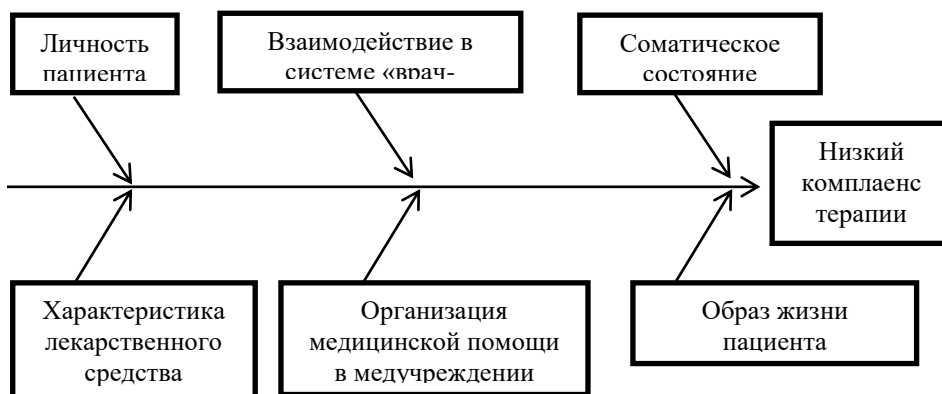 Личность
пациента
Взаимодействие в
системе «врач-
Соматическое
состояние
Низкий
комплаенс
терапии
Характеристика
лекарственного
средства
Организация
медицинской помощи
в медучреждении
Образ жизни
пациента